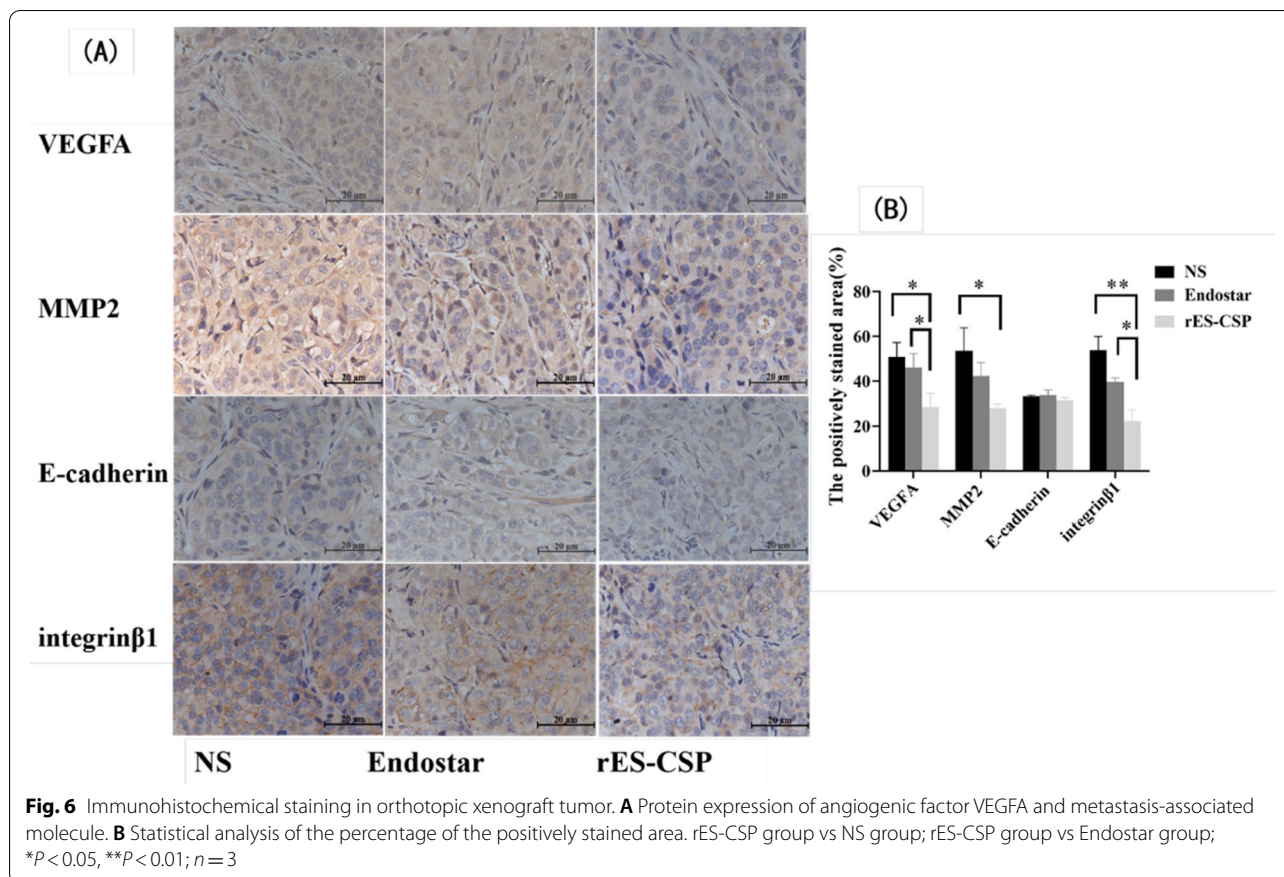 (A)
VEGFA
20 μm
20 μm
20 μm
MMP2
20 μm
20 μm
20 μm
E-cadherin
20 μm
20 μm
20 μm
integrinβ1
20 μm
20 μm
20 μm
NS Endostar rES-CSP
(B)
The positively stained area(%)
80
60
40
20
0
* * * ** *
NS
Endostar
rES-CSP
VEGFA MMP2 E-cadherin integrinβ1
Fig. 6 Immunohistochemical staining in orthotopic xenograft tumor. A Protein expression of angiogenic factor VEGFA and metastasis-associated
molecule. B Statistical analysis of the percentage of the positively stained area. rES-CSP group vs NS group; rES-CSP group vs Endostar group;
*P < 0.05, **P < 0.01; n = 3